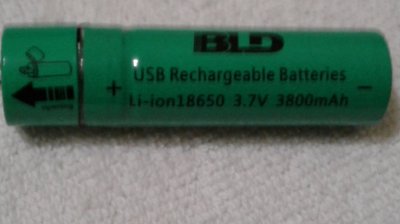 BLD
+ USB Rechargeable Batteries -
Li-ion18650 3.7V 3800mAh